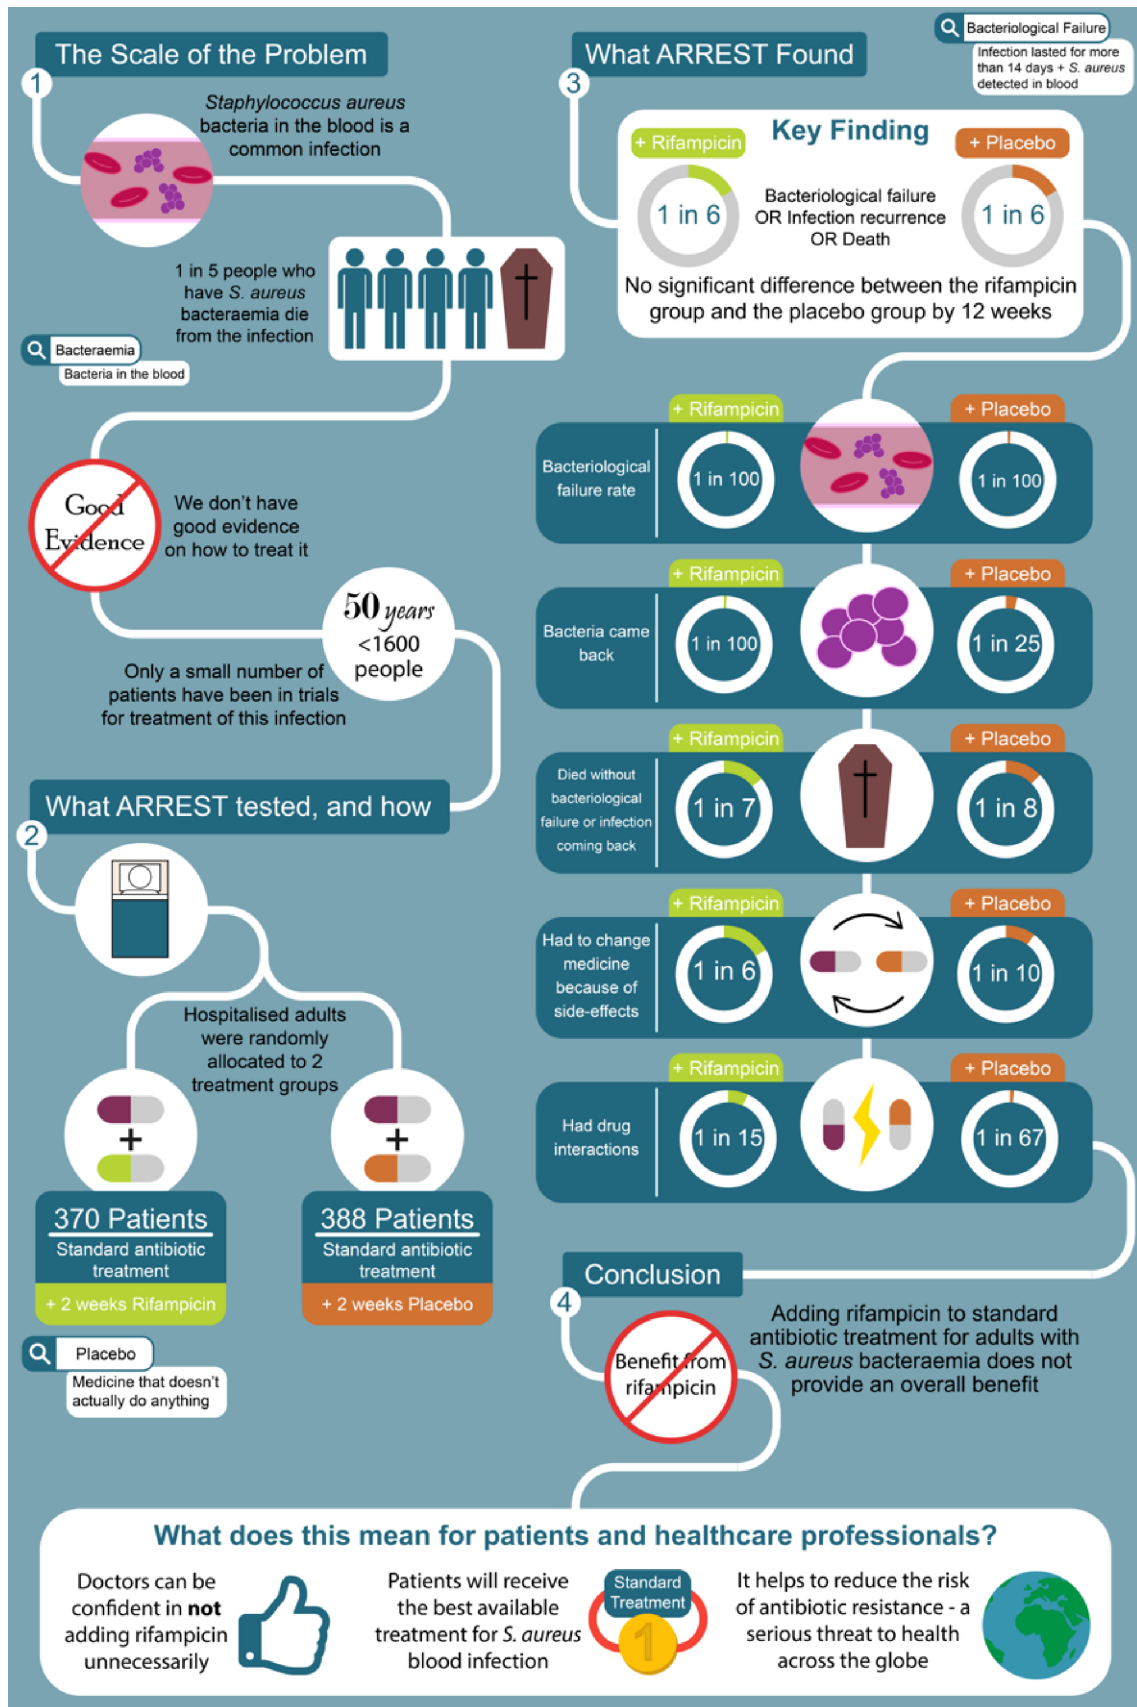 The Scale of the Problem
1
Staphylococcus aureus
bacteria in the blood is a
common infection
1 in 5 people who
have S. aureus
bacteraemia die
from the infection
Bacteraemia
Bacteria in the blood
Good
Evidence
We don't have
good evidence
on how to treat it
50 years
<1600
people
Only a small number of
patients have been in trials
for treatment of this infection
What ARREST tested, and how
2
Hospitalised adults
were randomly
allocated to 2
treatment groups
+
+
370 Patients
Standard antibiotic
treatment
+ 2 weeks Rifampicin
388 Patients
Standard antibiotic
treatment
+ 2 weeks Placebo
Placebo
Medicine that doesn't
actually do anything
What ARREST Found
3
Bacteriological Failure
Infection lasted for more
than 14 days + S. aureus
detected in blood
Key Finding
+ Rifampicin
1 in 6
Bacteriological failure
OR Infection recurrence
OR Death
+ Placebo
1 in 6
No significant difference between the rifampicin
group and the placebo group by 12 weeks
+ Rifampicin
+ Placebo
Bacteriological
failure rate
1 in 100
1 in 100
+ Rifampicin
+ Placebo
Bacteria came
back
1 in 100
1 in 25
+ Rifampicin
+ Placebo
Died without
bacteriological
failure or infection
coming back
1 in 7
1 in 8
+ Rifampicin
+ Placebo
Had to change
medicine
because of
side-effects
1 in 6
1 in 10
+ Rifampicin
+ Placebo
Had drug
interactions
1 in 15
1 in 67
Conclusion
4
Benefit from
rifampicin
Adding rifampicin to standard
antibiotic treatment for adults with
S. aureus bacteraemia does not
provide an overall benefit
What does this mean for patients and healthcare professionals?
Doctors can be
confident in not
adding rifampicin
unnecessarily
Patients will receive
the best available
treatment for S. aureus
blood infection
Standard
Treatment
1
It helps to reduce the risk
of antibiotic resistance - a
serious threat to health
across the globe